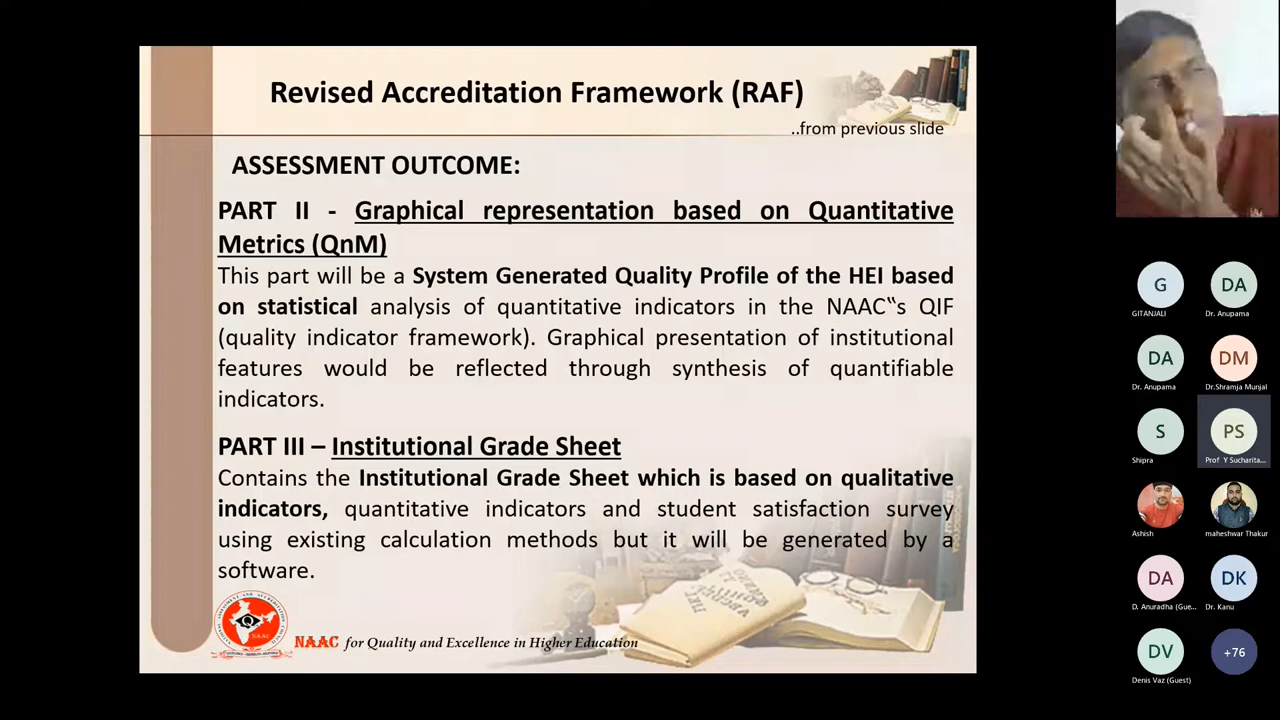 Revised Accreditation Framework (RAF)
..from previous slide
ASSESSMENT OUTCOME:
PART II - Graphical representation based on Quantitative
Metrics (QnM)
This part will be a System Generated Quality Profile of the HEI based
on statistical analysis of quantitative indicators in the NAAC‟s QIF
(quality indicator framework). Graphical presentation of institutional
features would be reflected through synthesis of quantifiable
indicators.
PART III – Institutional Grade Sheet
Contains the Institutional Grade Sheet which is based on qualitative
indicators, quantitative indicators and student satisfaction survey
using existing calculation methods but it will be generated by a
software.
NAAC
NAAC for Quality and Excellence in Higher Education
G
GITANJALI
DA
Dr. Anupama
DA
Dr. Anupama
DM
Dr.Shramja Munjal
S
Shipra
PS
Prof Y Sucharita...
Ashish
maheshwar Thakur
DA
D. Anuradha (Gue...
DK
Dr. Kanu
DV
Denis Vaz (Guest)
+76